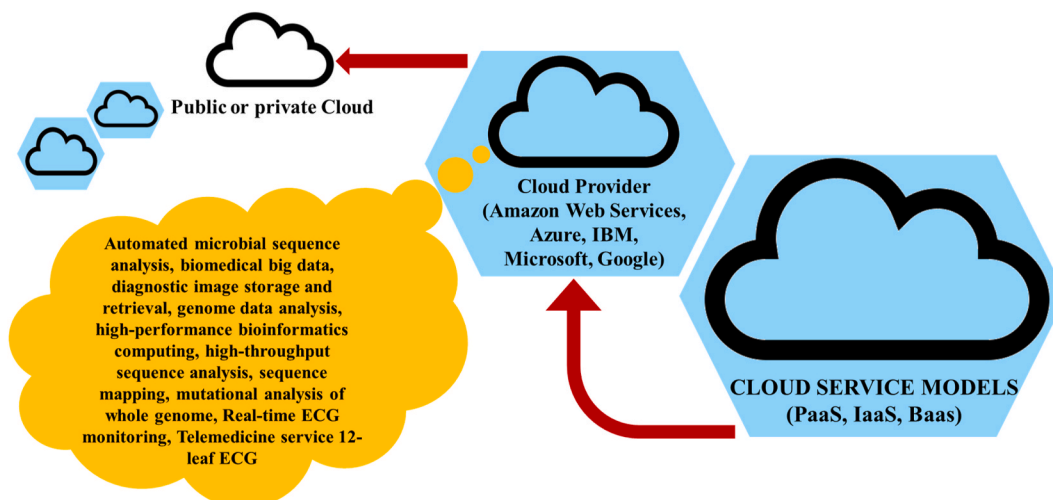 Public or private Cloud
Cloud Provider
(Amazon Web Services,
Azure, IBM,
Microsoft, Google)
Automated microbial sequence
analysis, biomedical big data,
diagnostic image storage and
retrieval, genome data analysis,
high-performance bioinformatics
computing, high-throughput
sequence analysis, sequence
mapping, mutational analysis of
whole genome, Real-time ECG
monitoring, Telemedicine service 12-
leaf ECG
CLOUD SERVICE MODELS
(PaaS, IaaS, Baas)